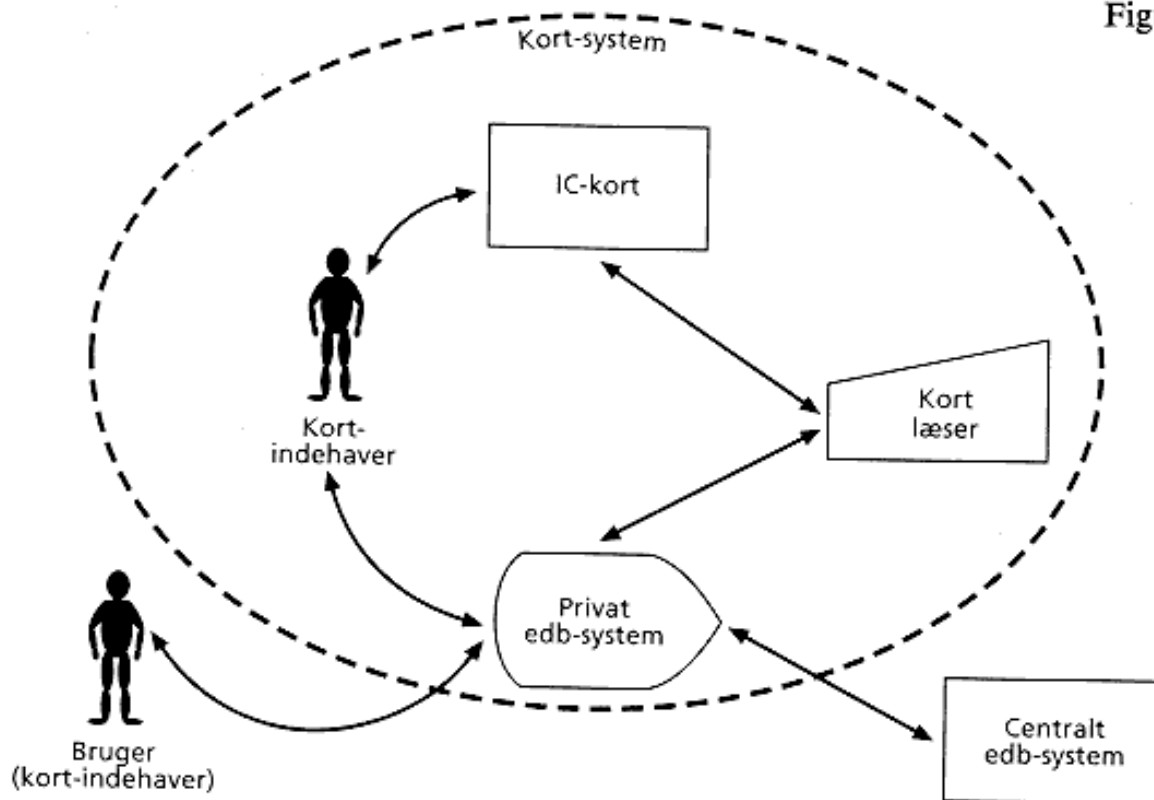 Fig
Kort-system
IC-kort
Kort
læser
Kort-
indehaver
Privat
edb-system
Bruger
(kort-indehaver)
Centralt
edb-system